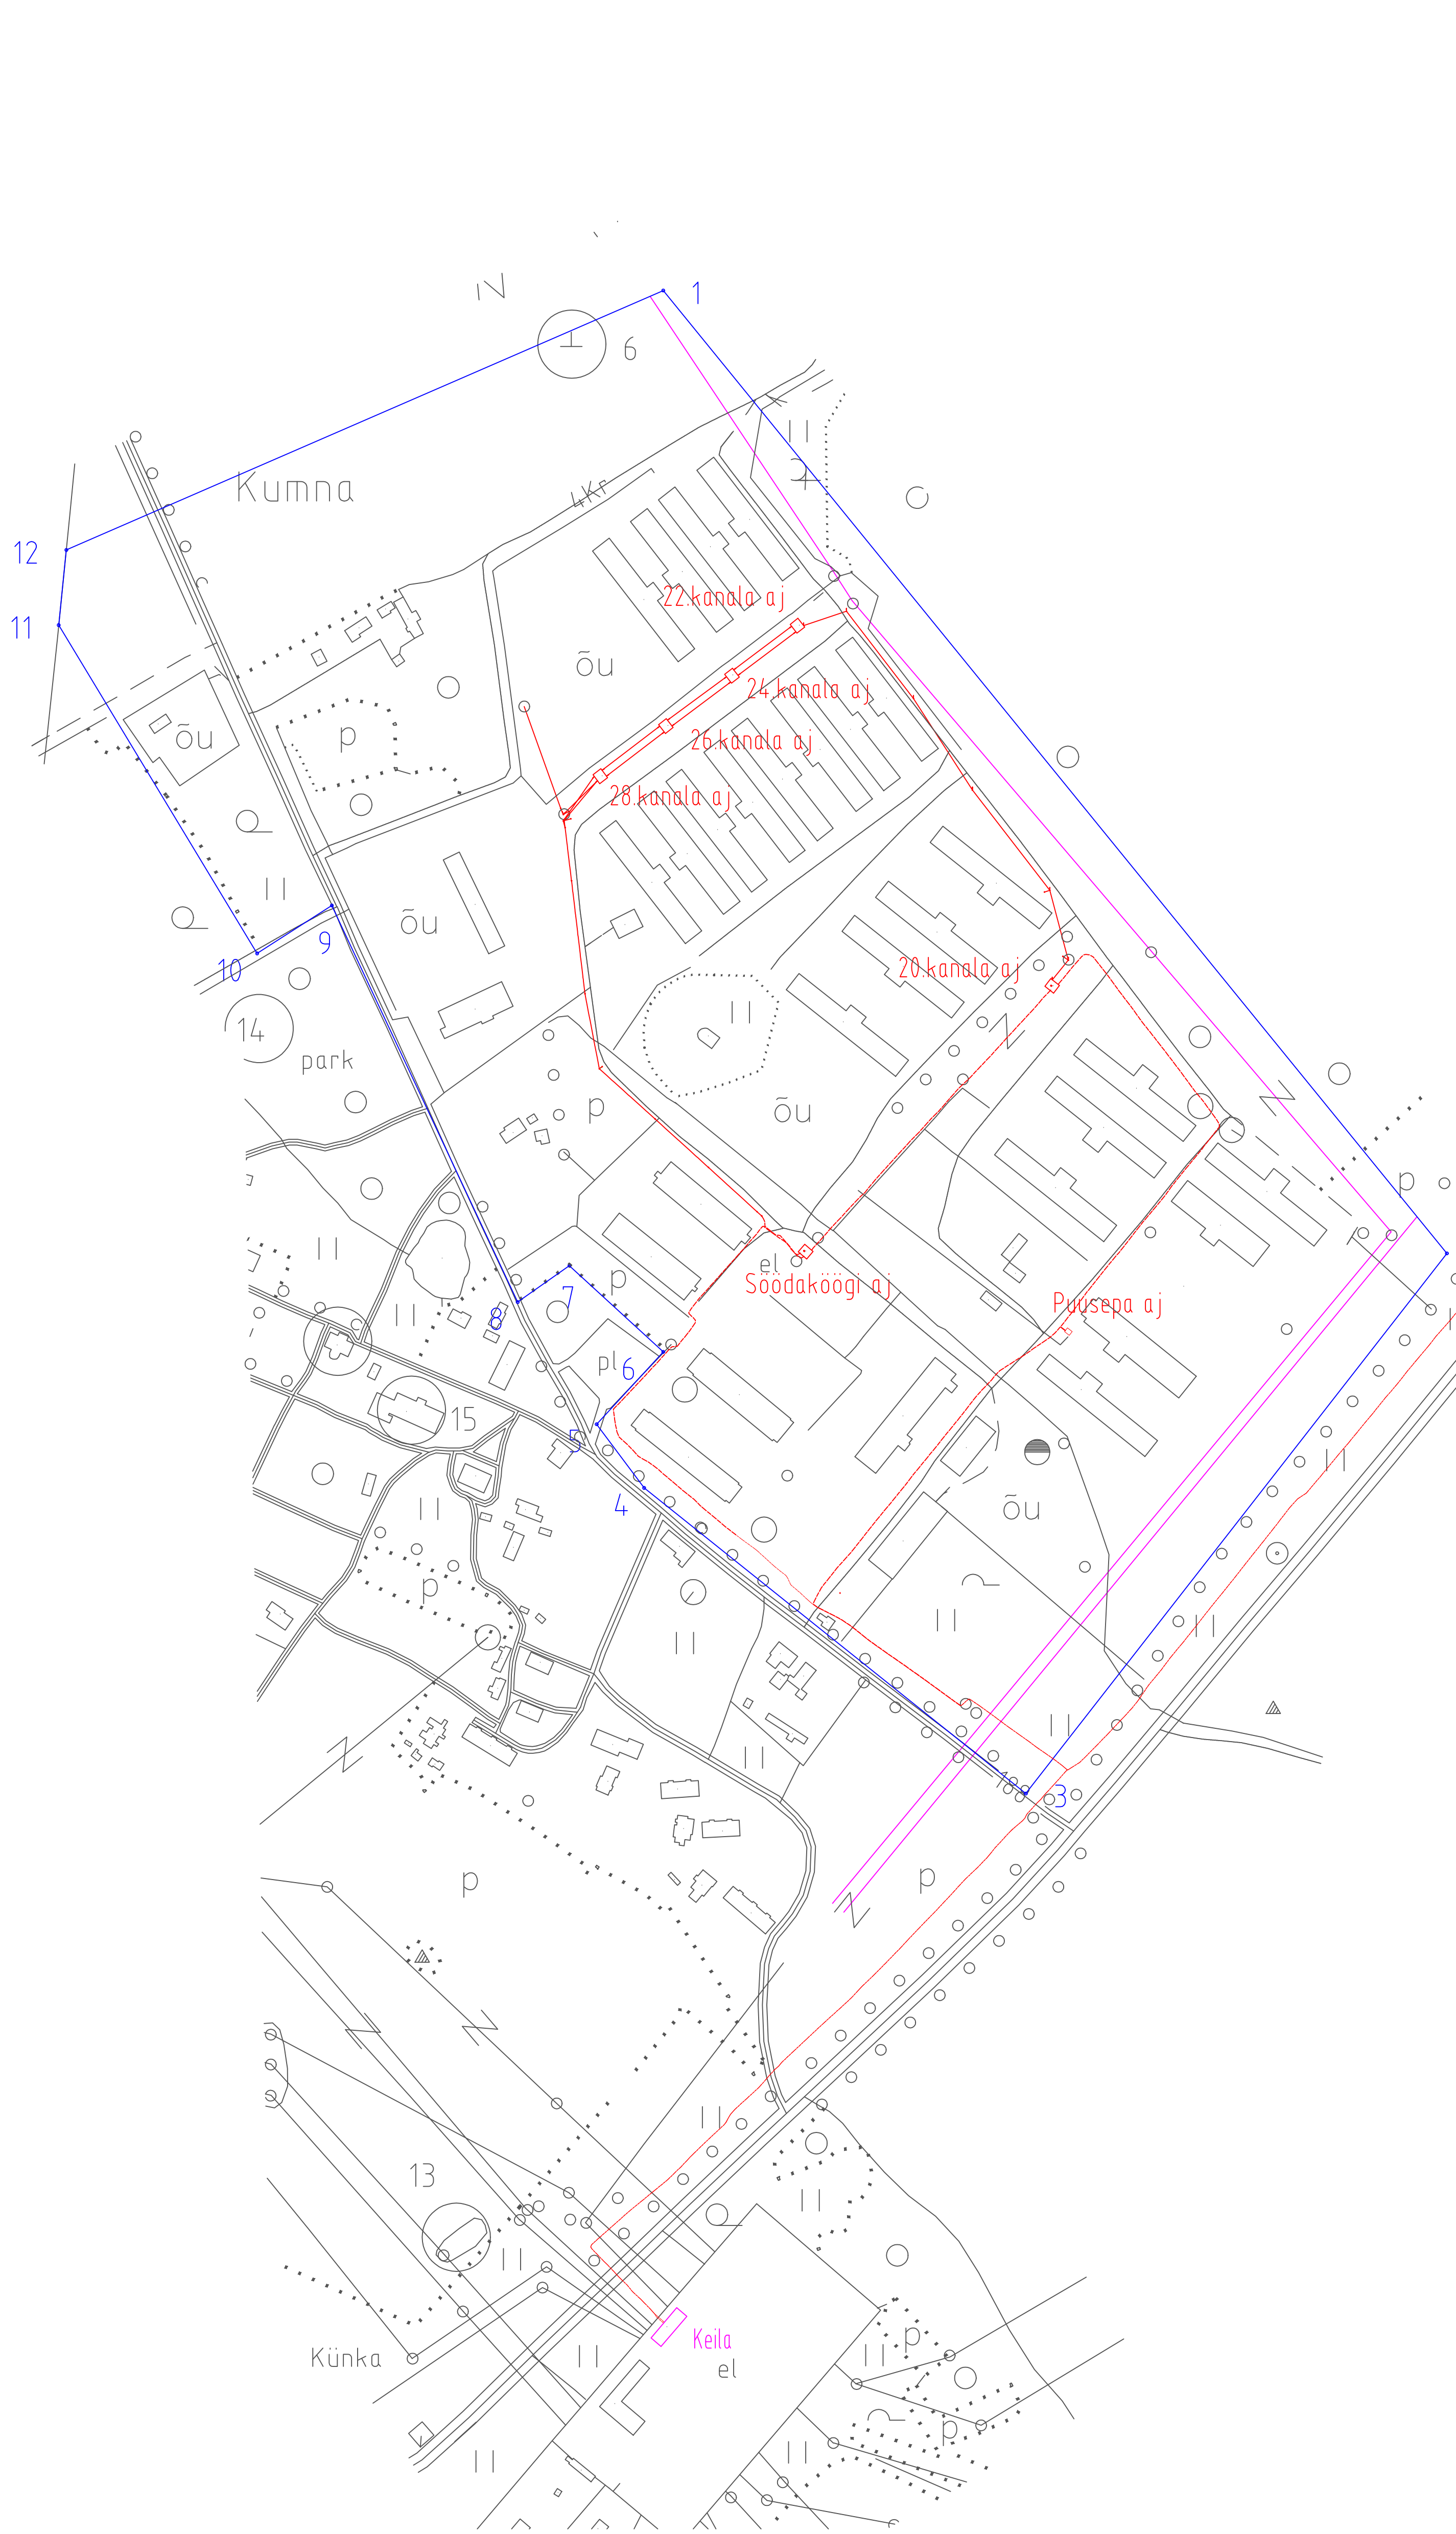 1
6
Kumna
4KF
12
11
22.kanala aj
õu
24.kanala aj
õu
p
26.kanala aj
28.kanala aj
õu
9
10
20.kanala aj
14
park
p
õu
p
el
p
Söödaköögi aj
7
8
Puusepa aj
6
pl
15
5
4
õu
p
3
p
p
13
Keila
Künka
el
p
p